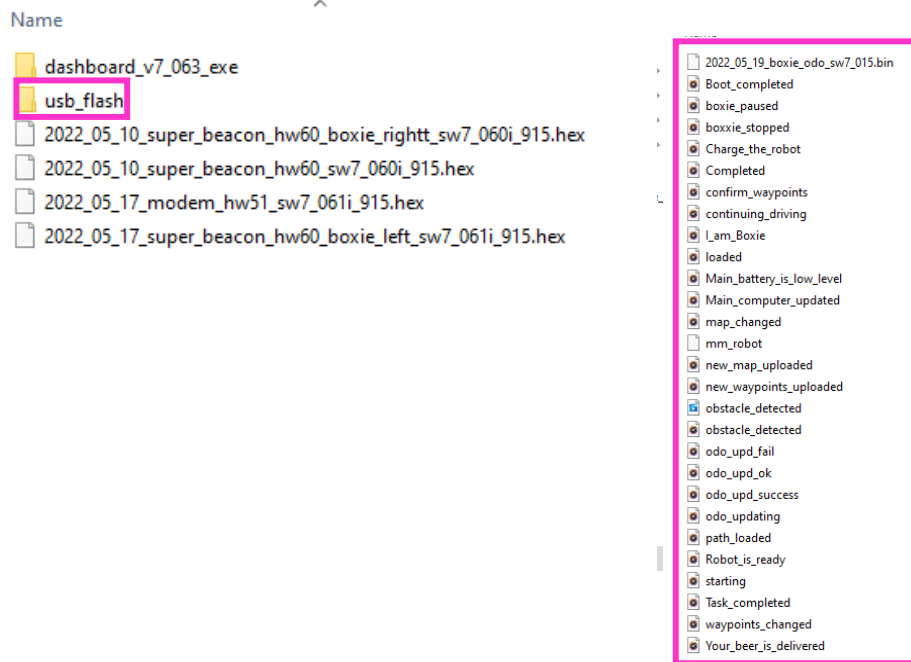 Name
dashboard_v7_063_exe
usb_flash
2022_05_10_super_beacon_hw60_boxie_rightt_sw7_060i_915.hex
2022_05_10_super_beacon_hw60_sw7_060i_915.hex
2022_05_17_modem_hw51_sw7_061i_915.hex
2022_05_17_super_beacon_hw60_boxie_left_sw7_061i_915.hex
2022_05_19_boxie_odo_sw7_015.bin
Boot_completed
boxie_paused
boxxie_stopped
Charge_the_robot
Completed
confirm_waypoints
continuing_driving
I_am_Boxie
loaded
Main_battery_is_low_level
Main_computer_updated
map_changed
mm_robot
new_map_uploaded
new_waypoints_uploaded
obstacle_detected
obstacle_detected
odo_upd_fail
odo_upd_ok
odo_upd_success
odo_updating
path_loaded
Robot_is_ready
starting
Task_completed
waypoints_changed
Your_beer_is_delivered